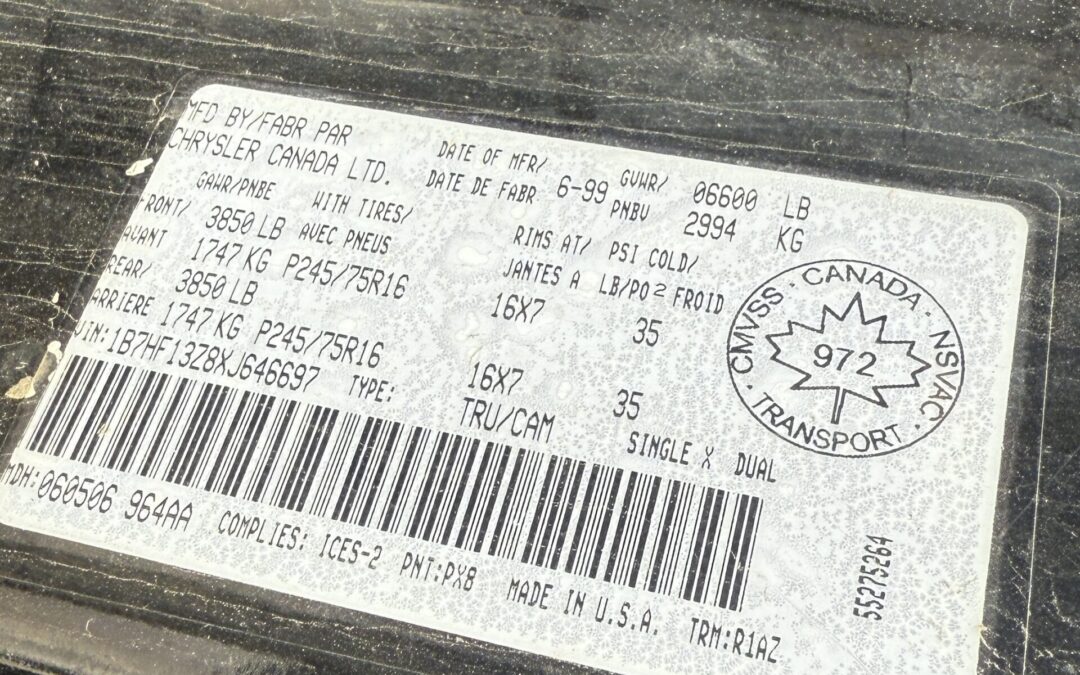 MFD BY/FABR PAR
CHRYSLER CANADA LTD.
DATE OF MFR/
DATE DE FABR 6-99
GVWR/
PNBV
06600 LB
2994 KG
GAWR/PNBE WITH TIRES/
AVEC PNEUS
RIMS AT/
JANTES A
PSI COLD/
LB/PO2 FROID
FRONT/ 3850 LB
AVANT 1747 KG P245/75R16 16X7 35
REAR/ 3850 LB
ARRIERE 1747 KG P245/75R16 16X7 35
VIN:1B7HF13Z8XJ646697 TYPE: TRU/CAM SINGLE X DUAL
MDH:060506 964AA COMPLIES: ICES-2 PNT:PX8 MADE IN U.S.A. TRM:R1AZ
CANADA · NSVAC · TRANSPORT · CMVSS ·
972
55275264